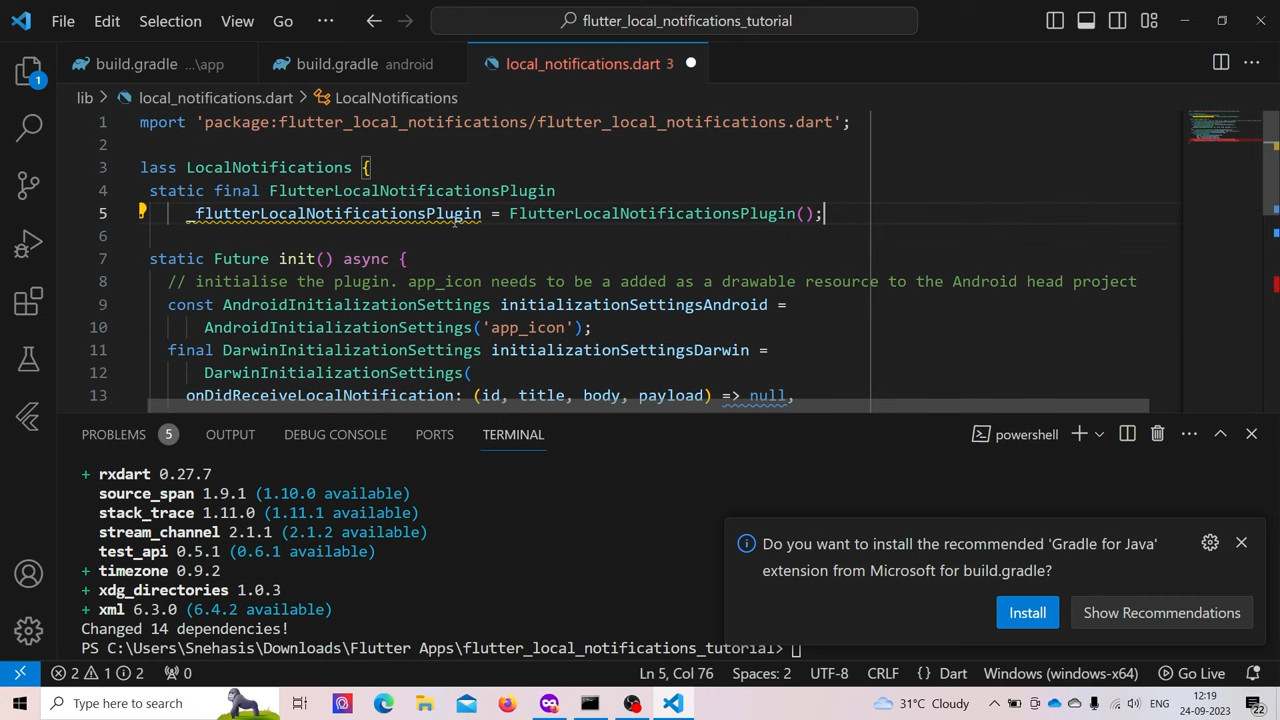 File Edit Selection View Go ··· flutter_local_notifications_tutorial
build.gradle ...\app build.gradle android local_notifications.dart 3
1
lib > local_notifications.dart > LocalNotifications
1 mport 'package:flutter_local_notifications/flutter_local_notifications.dart';
2
3 lass LocalNotifications {
4 static final FlutterLocalNotificationsPlugin
5 _flutterLocalNotificationsPlugin = FlutterLocalNotificationsPlugin();
6
7 static Future init() async {
8 // initialise the plugin. app_icon needs to be a added as a drawable resource to the Android head project
9 const AndroidInitializationSettings initializationSettingsAndroid =
10 AndroidInitializationSettings('app_icon');
11 final DarwinInitializationSettings initializationSettingsDarwin =
12 DarwinInitializationSettings(
13 onDidReceiveLocalNotification: (id, title, body, payload) => null,
PROBLEMS 5 OUTPUT DEBUG CONSOLE PORTS TERMINAL powershell
+ rxdart 0.27.7
source_span 1.9.1 (1.10.0 available)
stack_trace 1.11.0 (1.11.1 available)
stream_channel 2.1.1 (2.1.2 available)
test_api 0.5.1 (0.6.1 available)
+ timezone 0.9.2
+ xdg_directories 1.0.3
+ xml 6.3.0 (6.4.2 available)
Changed 14 dependencies!
PS C:\Users\Snehasis\Downloads\Flutter Apps\flutter_local_notifications_tutorial>
Do you want to install the recommended 'Gradle for Java'
extension from Microsoft for build.gradle?
Install Show Recommendations
2 1 2 0 Ln 5, Col 76 Spaces: 2 UTF-8 CRLF {} Dart Windows (windows-x64) Go Live
Type here to search 31°C Cloudy ENG 12:19
24-09-2023 22